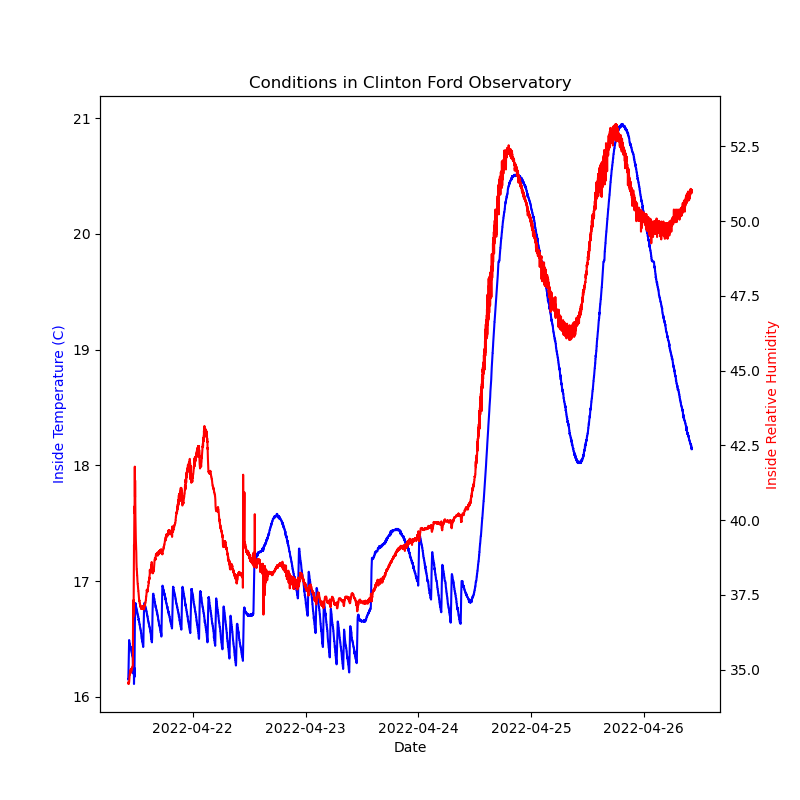 Conditions in Clinton Ford Observatory
Inside Temperature (C)
21
20
19
18
17
16
52.5
50.0
47.5
45.0
42.5
40.0
37.5
35.0
Inside Relative Humidity
2022-04-22 2022-04-23 2022-04-24 2022-04-25 2022-04-26
Date